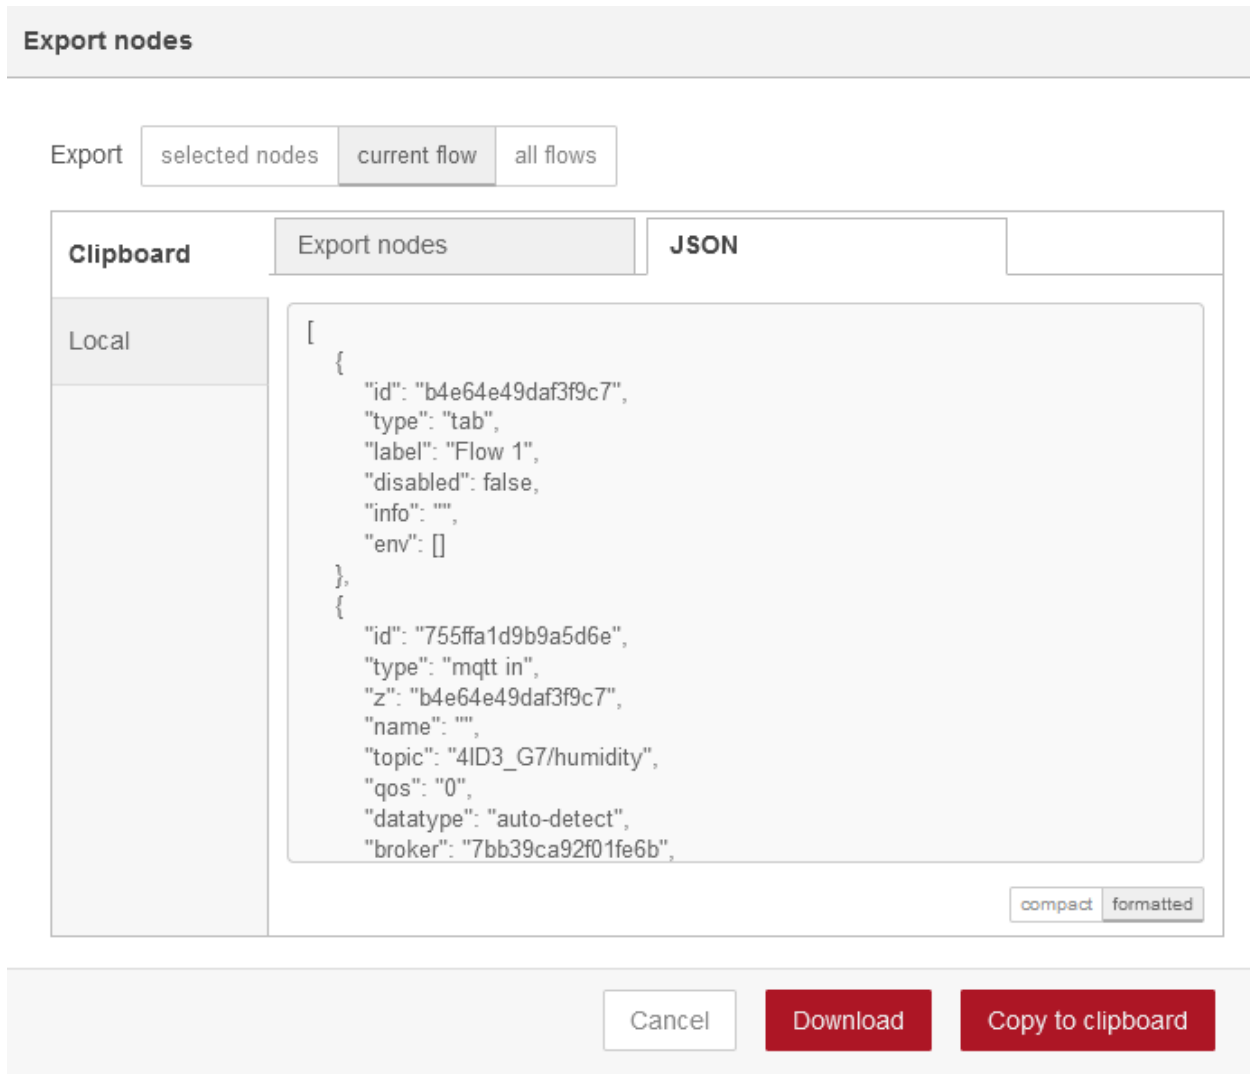 Export nodes
Export selected nodes current flow all flows
Clipboard Export nodes JSON
Local
[
{
"id": "b4e64e49daf3f9c7",
"type": "tab",
"label": "Flow 1",
"disabled": false,
"info": "",
"env": []
},
{
"id": "755ffa1d9b9a5d6e",
"type": "mqtt in",
"z": "b4e64e49daf3f9c7",
"name": "",
"topic": "4ID3_G7/humidity",
"qos": "0",
"datatype": "auto-detect",
"broker": "7bb39ca92f01fe6b",
compact formatted
Cancel Download Copy to clipboard